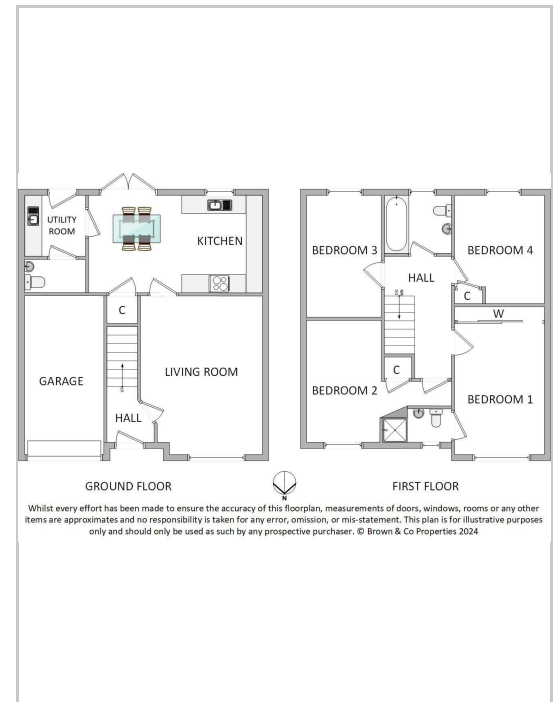 UTILITY
ROOM
KITCHEN
C
GARAGE
LIVING ROOM
HALL
GROUND FLOOR
BEDROOM 3
BEDROOM 4
HALL
C
W
C
BEDROOM 2
BEDROOM 1
FIRST FLOOR
N
Whilst every effort has been made to ensure the accuracy of this floorplan, measurements of doors, windows, rooms or any other
items are approximates and no responsibility is taken for any error, omission, or mis-statement. This plan is for illustrative purposes
only and should only be used as such by any prospective purchaser. © Brown & Co Properties 2024